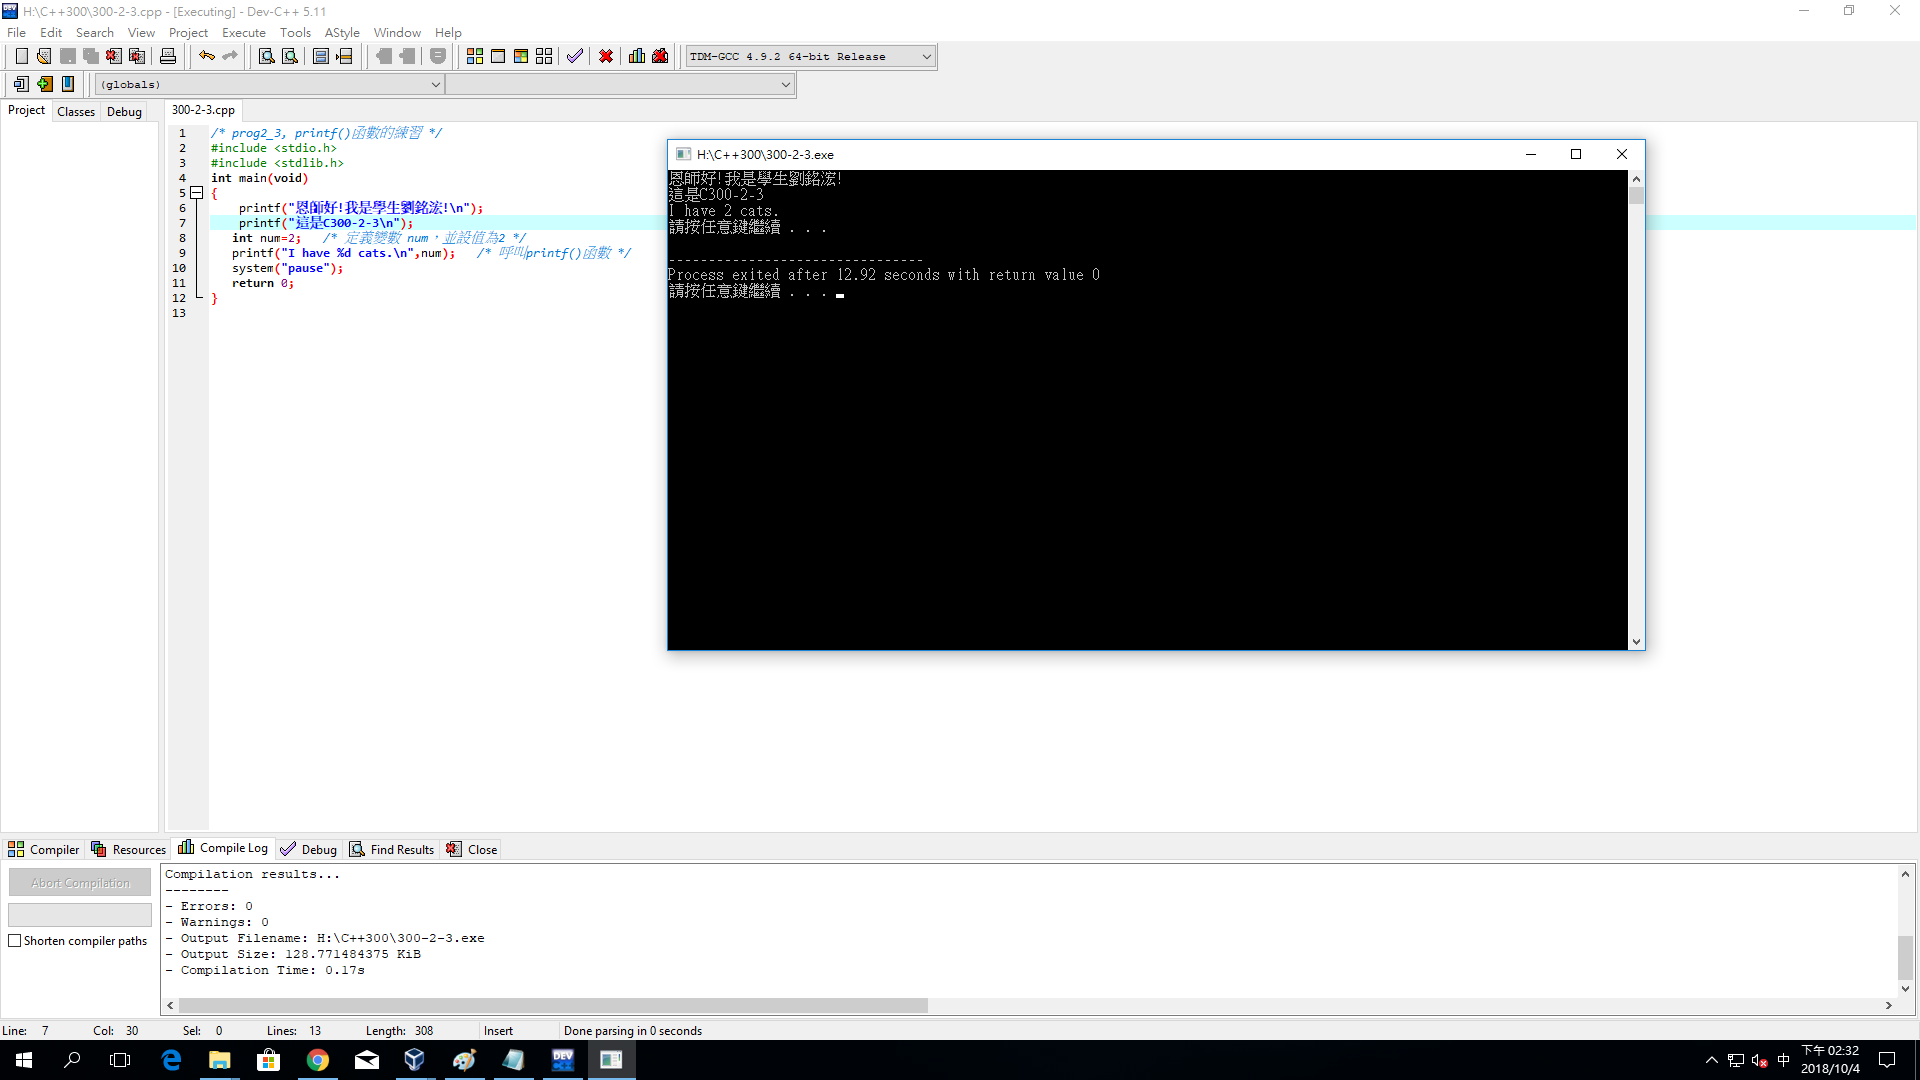 H:\C++300\300-2-3.cpp - [Executing] - Dev-C++ 5.11
File Edit Search View Project Execute Tools AStyle Window Help
TDM-GCC 4.9.2 64-bit Release
(globals)
Project Classes Debug
300-2-3.cpp
1 /* prog2_3, printf()函數的練習 */
2 #include <stdio.h>
3 #include <stdlib.h>
4 int main(void)
5 {
6 printf("恩師好!我是學生劉銘浤!\n");
7 printf("這是C300-2-3\n");
8 int num=2; /* 定義變數 num，並設值為2 */
9 printf("I have %d cats.\n",num); /* 呼叫printf()函數 */
10 system("pause");
11 return 0;
12 }
13
H:\C++300\300-2-3.exe
恩師好!我是學生劉銘浤!
這是C300-2-3
I have 2 cats.
請按任意鍵繼續 . . .
--------------------------------
Process exited after 12.92 seconds with return value 0
請按任意鍵繼續 . . .
Compiler Resources Compile Log Debug Find Results Close
Abort Compilation
Shorten compiler paths
Compilation results...
--------
- Errors: 0
- Warnings: 0
- Output Filename: H:\C++300\300-2-3.exe
- Output Size: 128.771484375 KiB
- Compilation Time: 0.17s
Line: 7 Col: 30 Sel: 0 Lines: 13 Length: 308 Insert Done parsing in 0 seconds
DEV
中
下午 02:32
2018/10/4